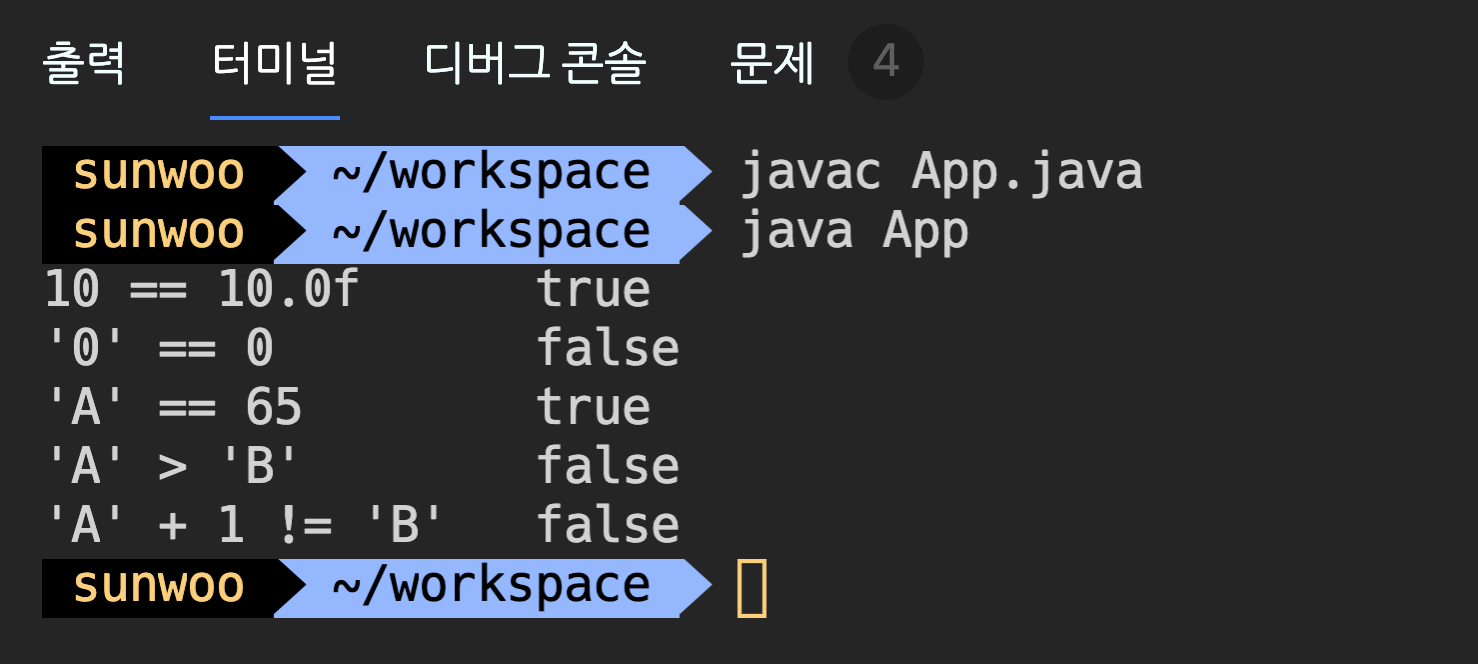 출력 터미널 디버그 콘솔 문제 4
sunwoo ~/workspace javac App.java
sunwoo ~/workspace java App
10 == 10.0f true
'0' == 0 false
'A' == 65 true
'A' > 'B' false
'A' + 1 != 'B' false
sunwoo ~/workspace